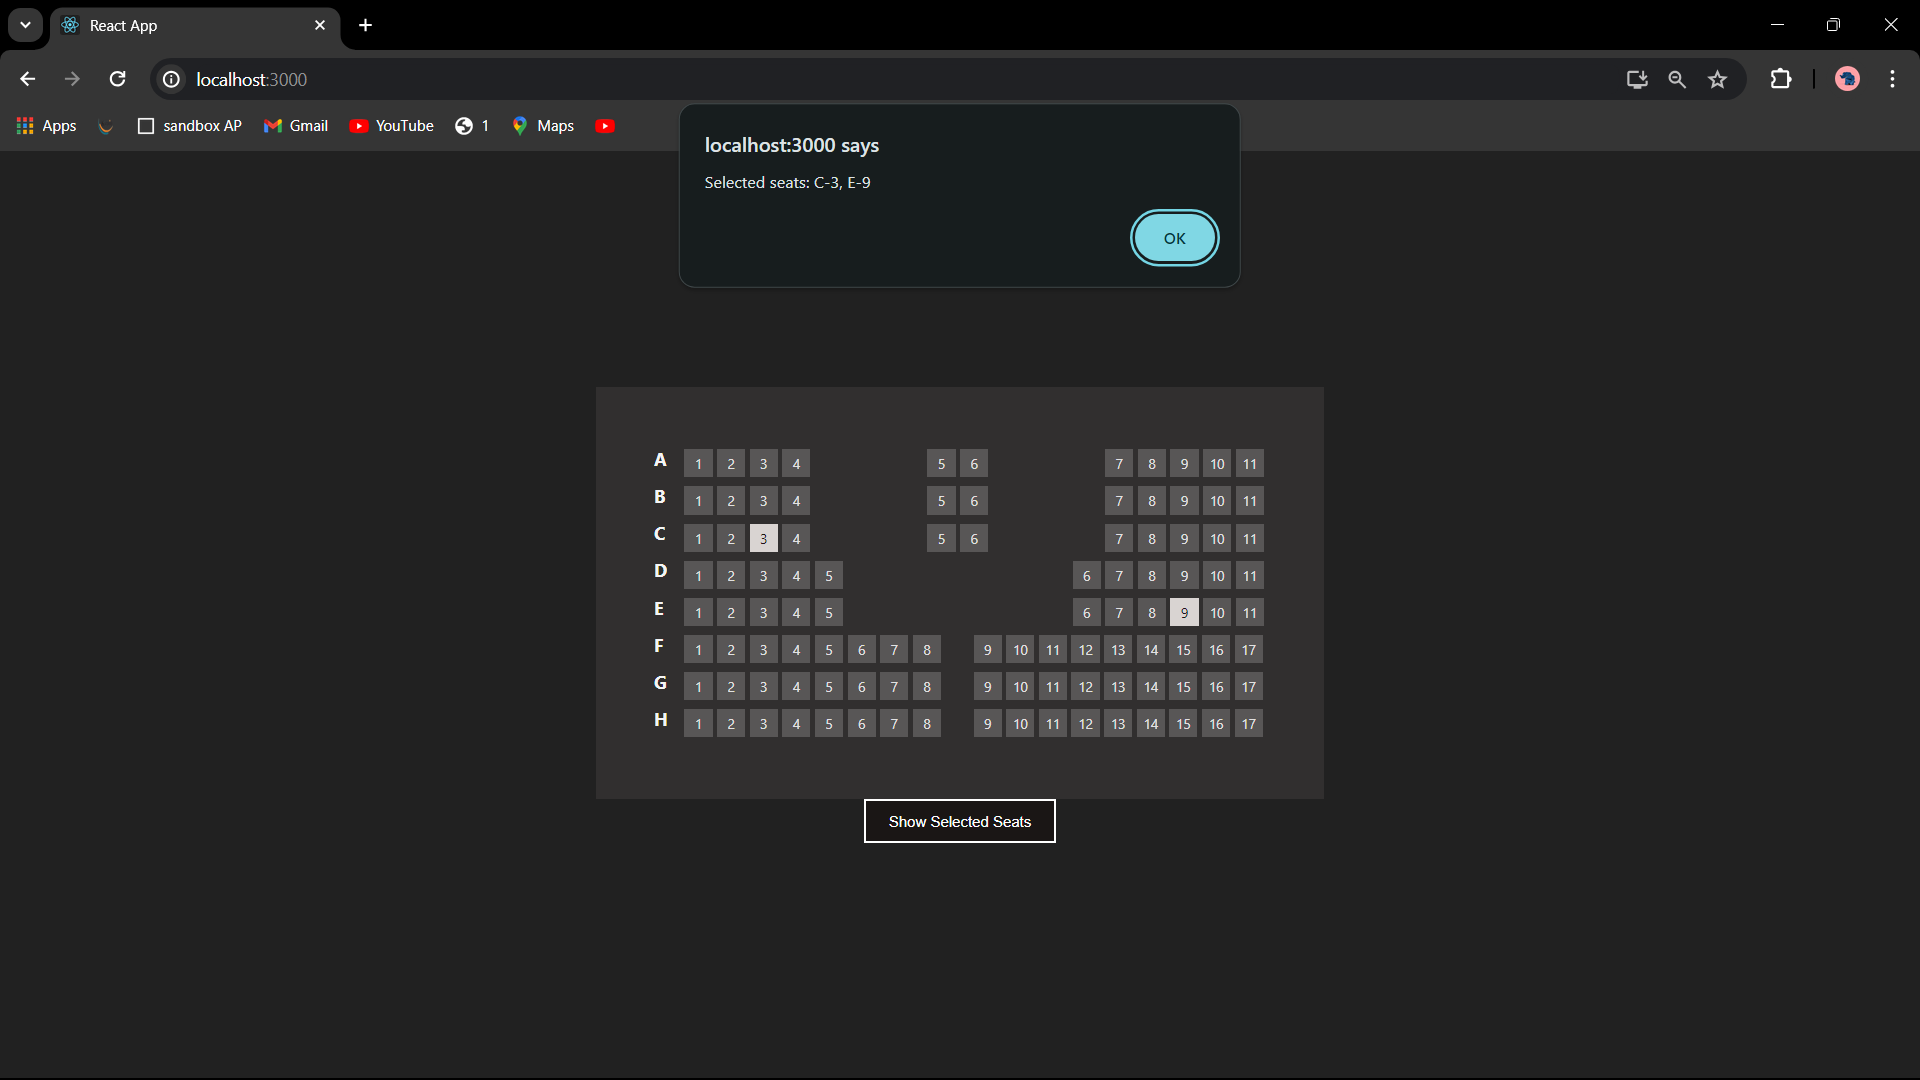 React App
localhost:3000
Apps
sandbox AP
Gmail
YouTube
1
Maps
localhost:3000 says
Selected seats: C-3, E-9
OK
A 1 2 3 4 5 6 7 8 9 10 11
B 1 2 3 4 5 6 7 8 9 10 11
C 1 2 3 4 5 6 7 8 9 10 11
D 1 2 3 4 5 6 7 8 9 10 11
E 1 2 3 4 5 6 7 8 9 10 11
F 1 2 3 4 5 6 7 8 9 10 11 12 13 14 15 16 17
G 1 2 3 4 5 6 7 8 9 10 11 12 13 14 15 16 17
H 1 2 3 4 5 6 7 8 9 10 11 12 13 14 15 16 17
Show Selected Seats